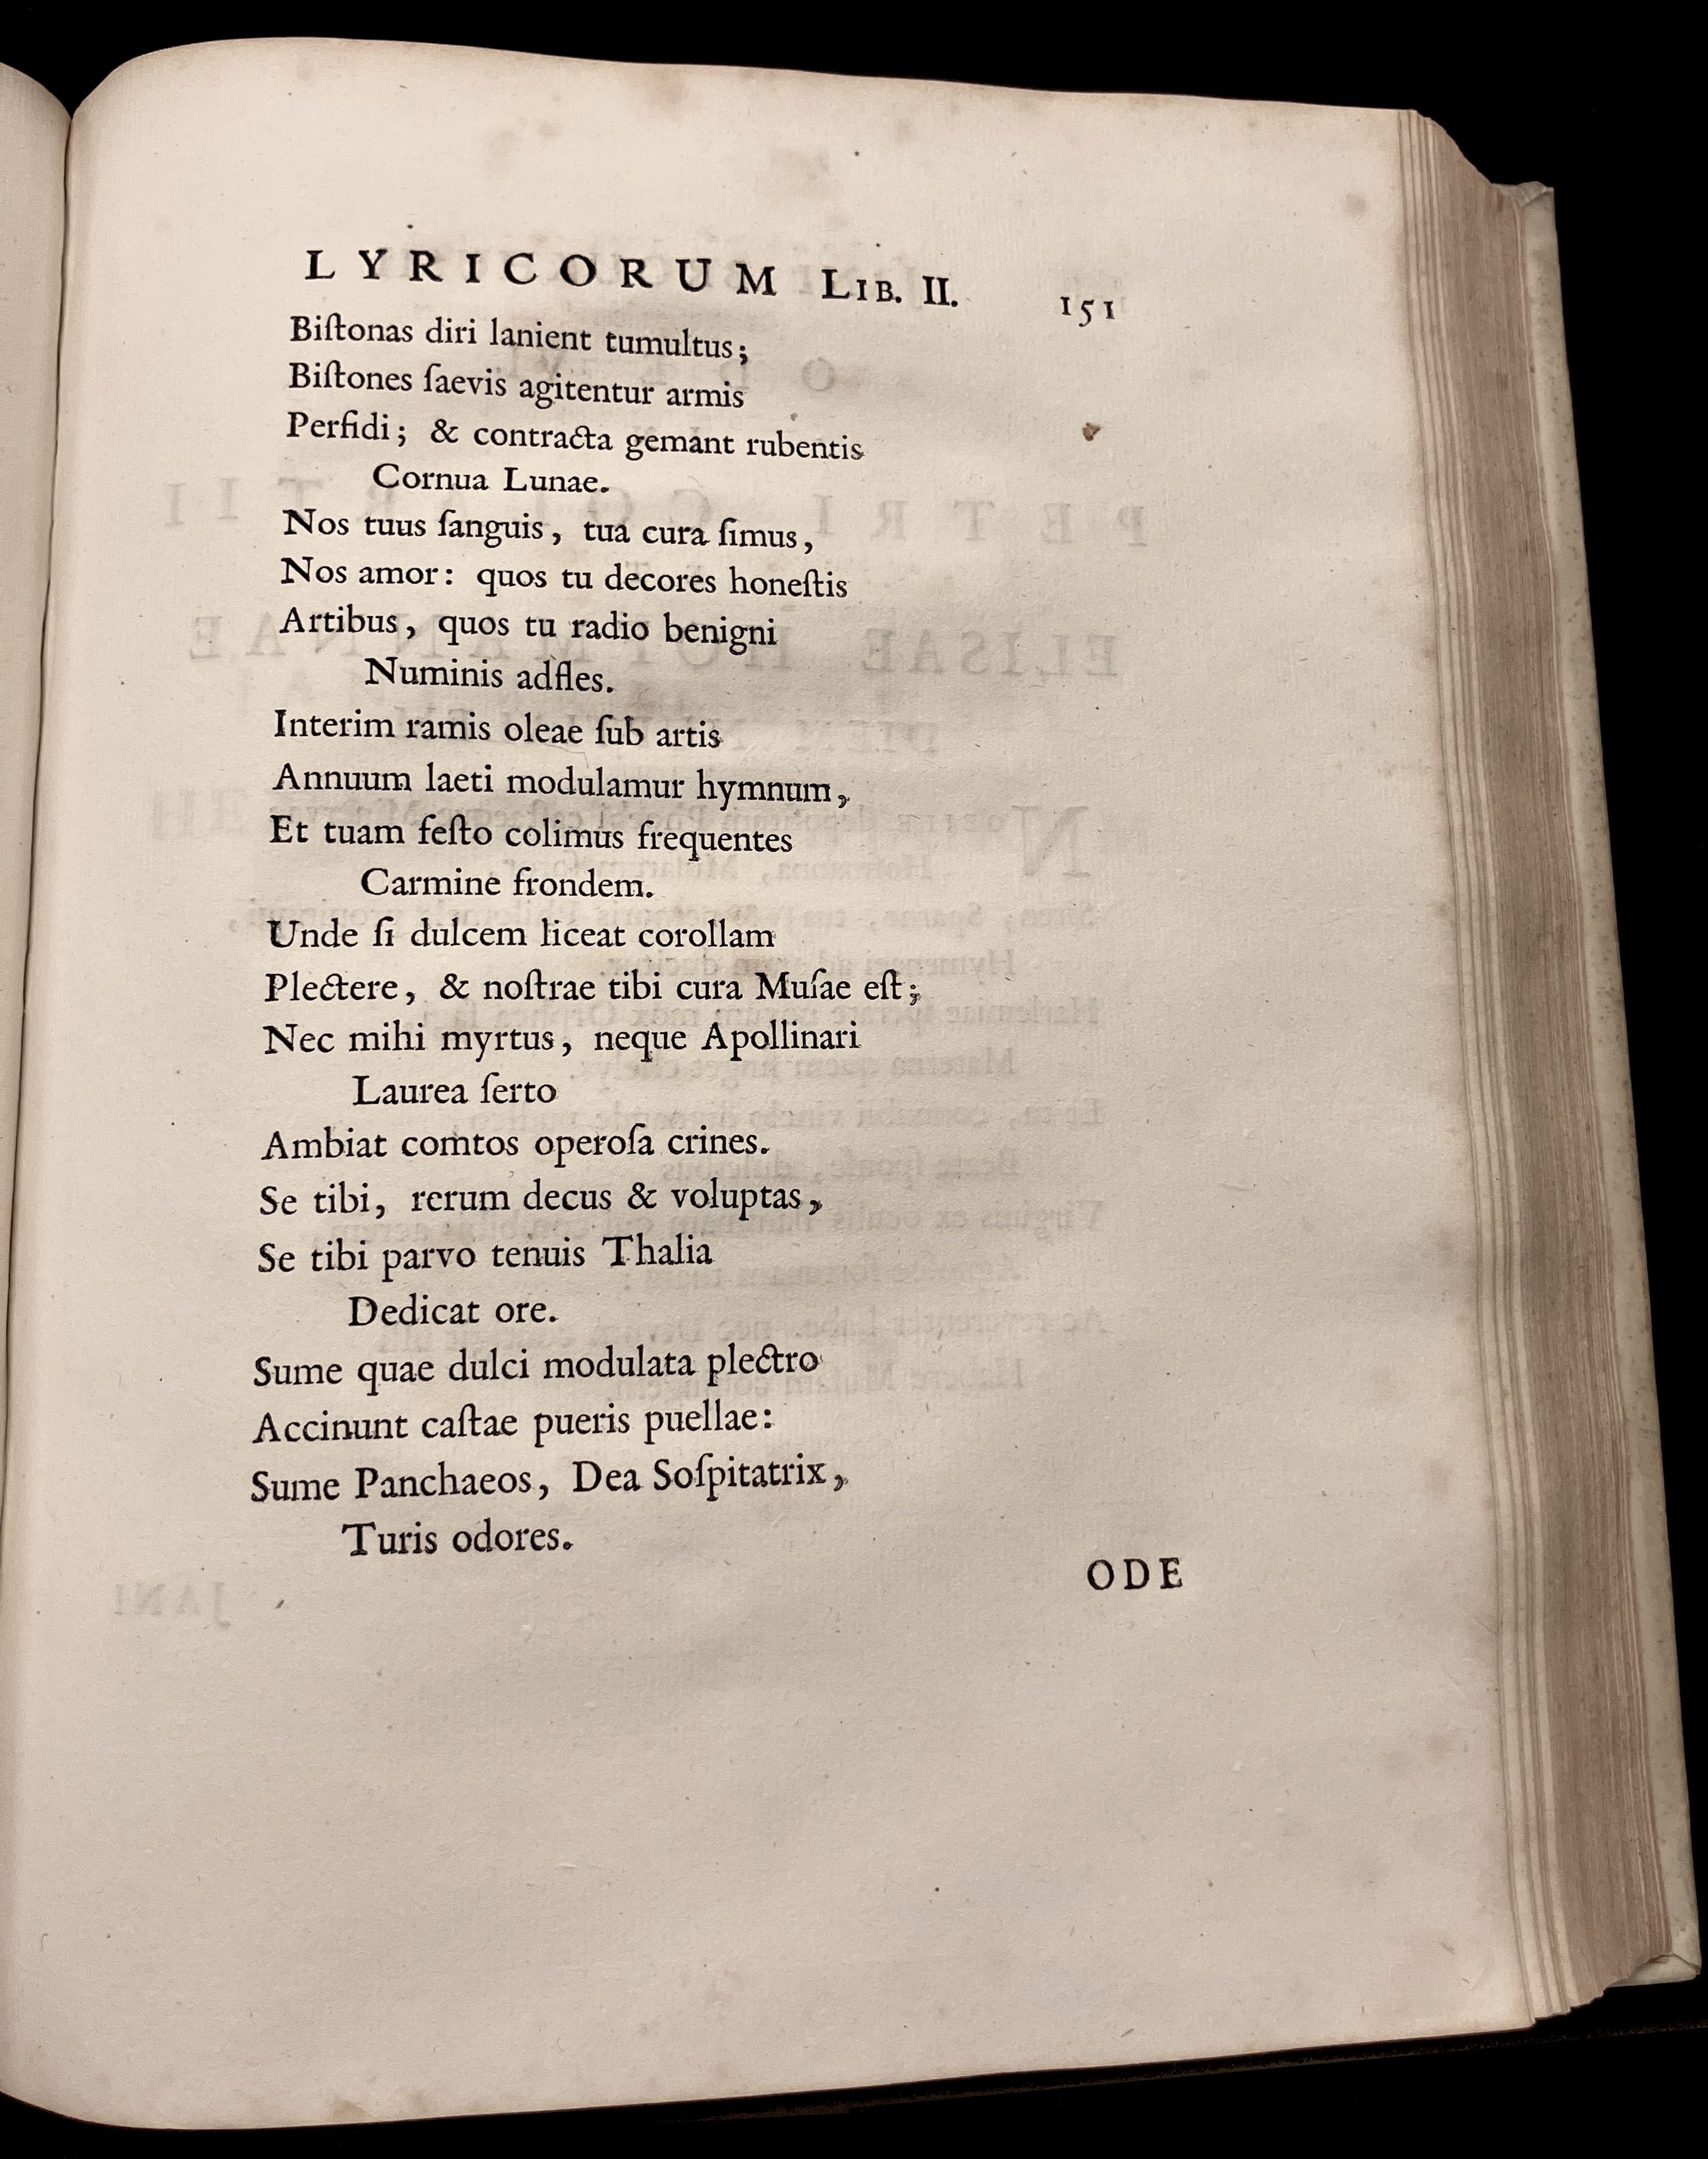 LYRICORUM LIB. II. 151
Biſtonas diri lanient tumultus;
Biſtones ſaevis agitentur armis
Perfidi; & contracta gemant rubentis
Cornua Lunae.
Nos tuus ſanguis, tua cura ſimus,
Nos amor: quos tu decores honeſtis
Artibus, quos tu radio benigni
Numinis adfles.
Interim ramis oleae ſub artis
Annuum laeti modulamur hymnum,
Et tuam feſto colimus frequentes
Carmine frondem.
Unde ſi dulcem liceat corollam
Plectere, & noſtrae tibi cura Muſae eſt;
Nec mihi myrtus, neque Apollinari
Laurea ſerto
Ambiat comtos operoſa crines.
Se tibi, rerum decus & voluptas,
Se tibi parvo tenuis Thalia
Dedicat ore.
Sume quae dulci modulata plectro
Accinunt caſtae pueris puellae:
Sume Panchaeos, Dea Soſpitatrix,
Turis odores.
ODE